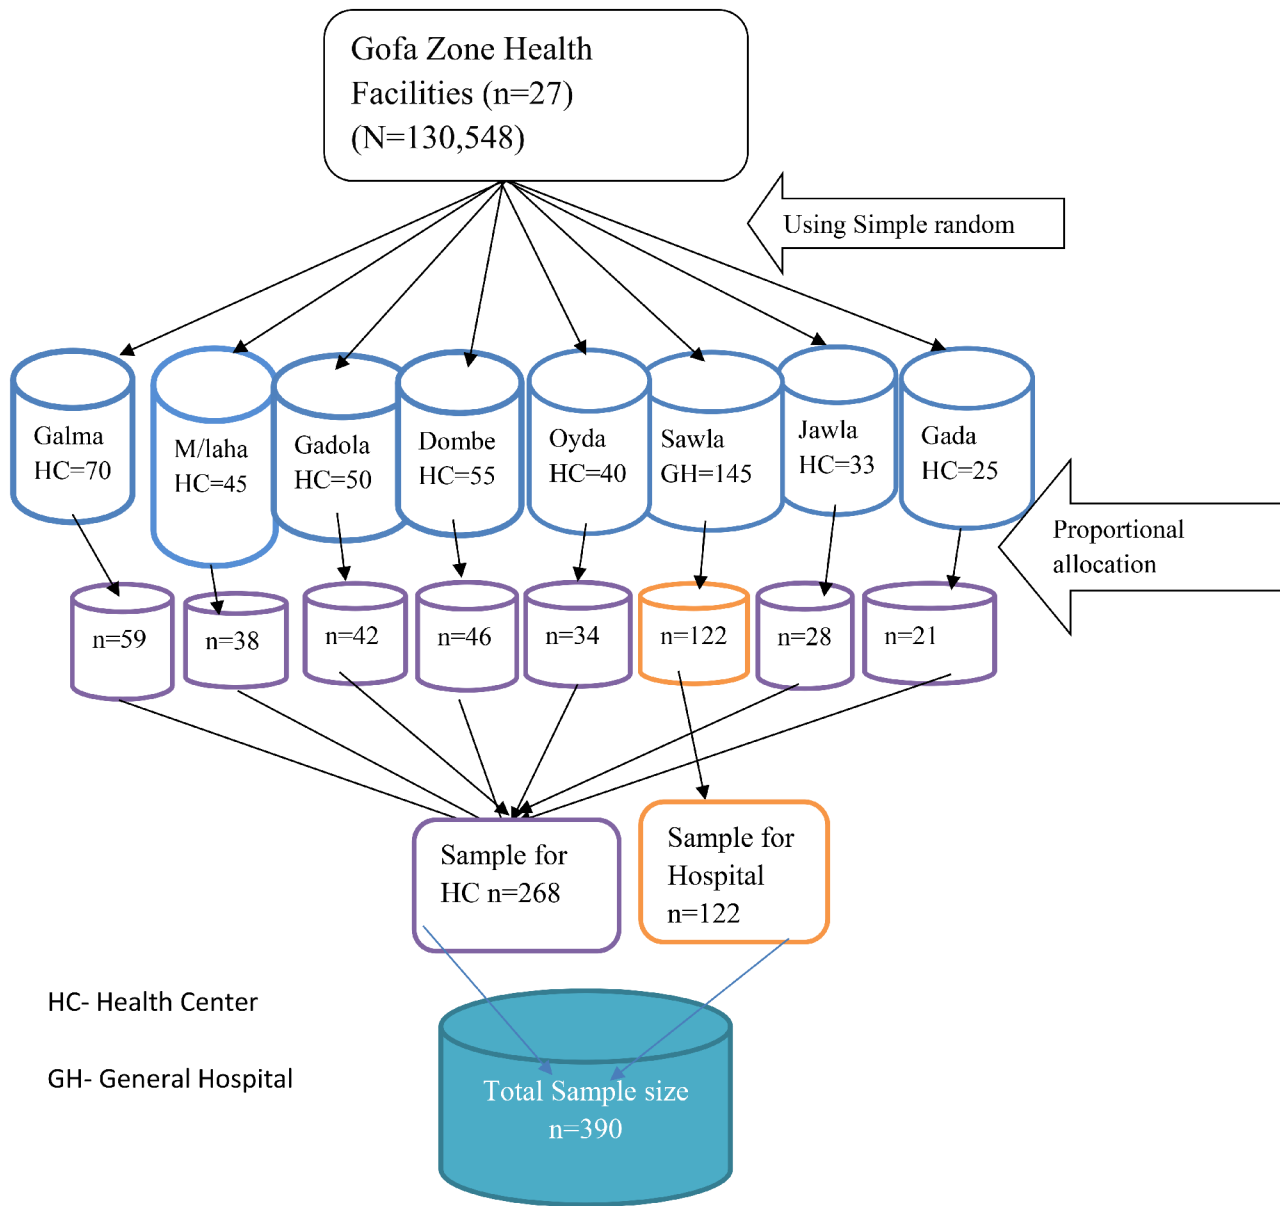 Gofa Zone Health
Facilities (n=27)
(N=130,548)
Using Simple random
Galma
HC=70
M/laha
HC=45
Gadola
HC=50
Dombe
HC=55
Oyda
HC=40
Sawla
GH=145
Jawla
HC=33
Gada
HC=25
Proportional
allocation
n=59
n=38
n=42
n=46
n=34
n=122
n=28
n=21
Sample for
HC n=268
Sample for
Hospital
n=122
HC- Health Center
GH- General Hospital
Total Sample size
n=390